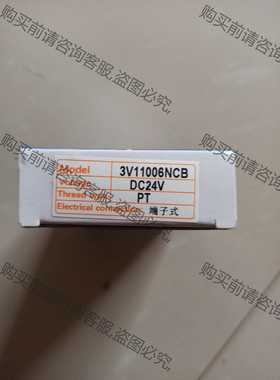 购买前请咨询客服,盗图必究。
购买前请咨询客服,盗图必究。
Model 3V11006NCB
DC24V
Thread PT
Electrical 端子式
购买前请咨询客服,盗图必究。
购买前请咨询客服,盗图必究。